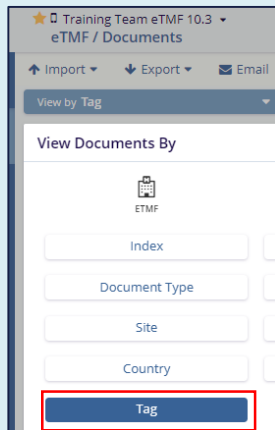 Training Team eTMF 10.3
eTMF / Documents
Import Export Email
View by Tag
View Documents By
ETMF
Index
Document Type
Site
Country
Tag